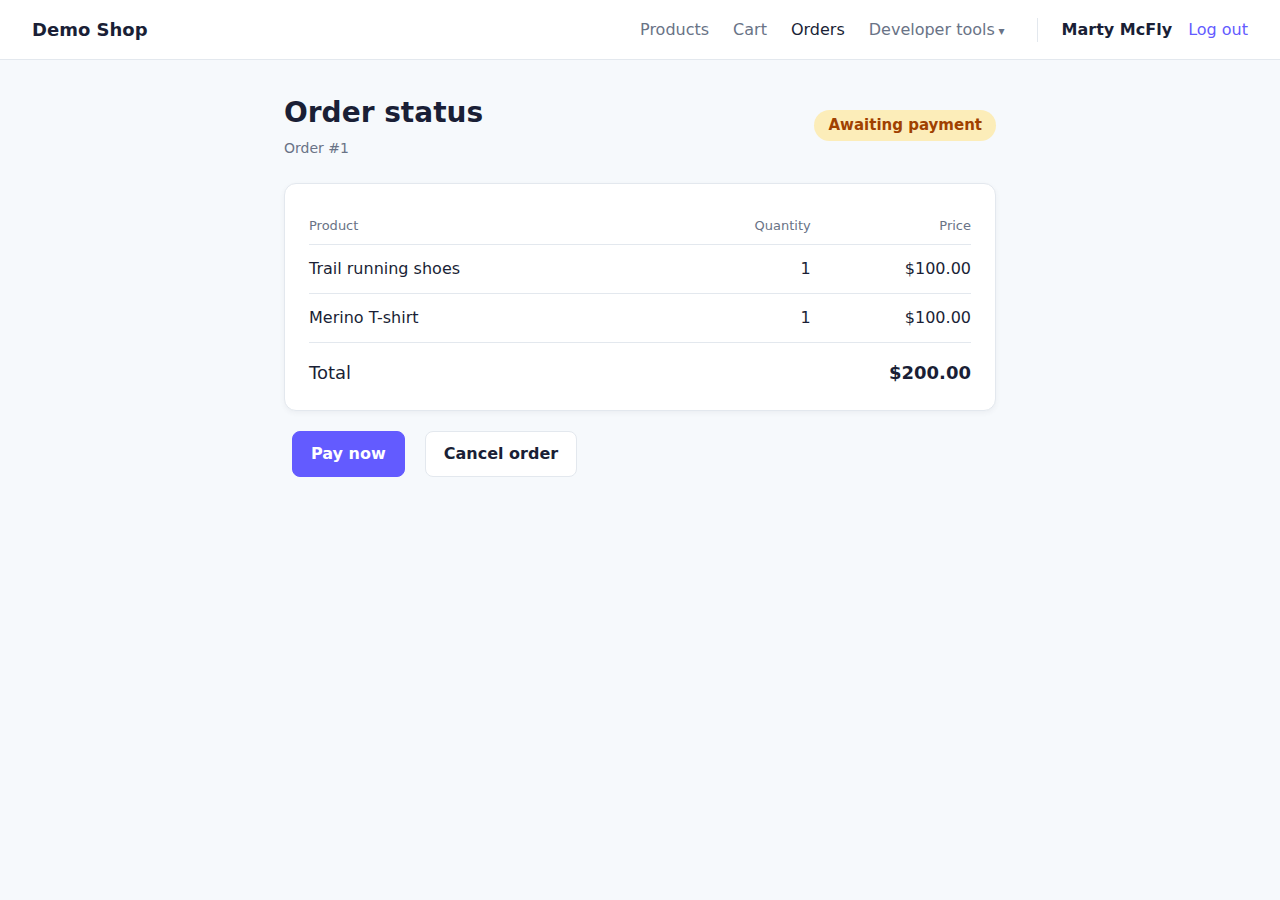 Demo Shop Products Cart Orders Developer tools ▾ Marty McFly Log out
Order status
Order #1
Awaiting payment
Product Quantity Price
Trail running shoes 1 $100.00
Merino T-shirt 1 $100.00
Total $200.00
Pay now Cancel order